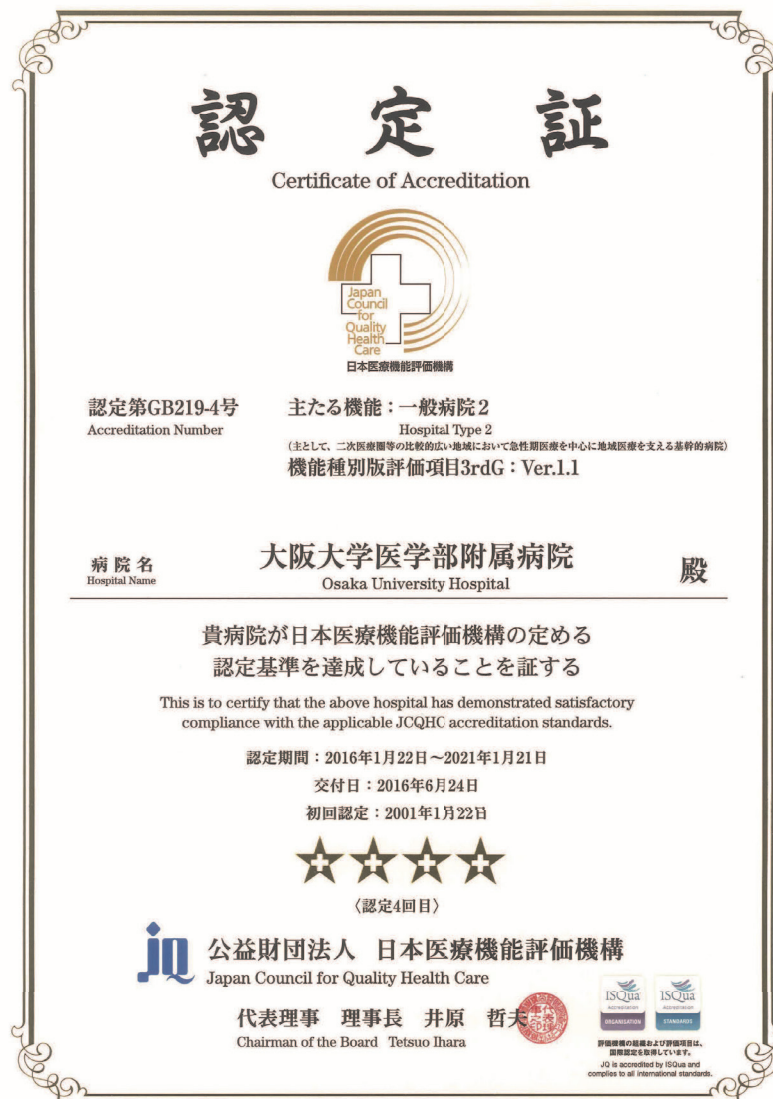 認定証
Certificate of Accreditation
Japan
Council
for
Quality
Health
Care
日本医療機能評価機構
認定第GB219-4号
Accreditation Number
主たる機能：一般病院2
Hospital Type 2
(主として、二次医療圏等の比較的広い地域において急性期医療を中心に地域医療を支える基幹的病院)
機能種別版評価項目3rdG：Ver.1.1
病院名
Hospital Name
大阪大学医学部附属病院
Osaka University Hospital
殿
貴病院が日本医療機能評価機構の定める
認定基準を達成していることを証する
This is to certify that the above hospital has demonstrated satisfactory
compliance with the applicable JCQHC accreditation standards.
認定期間：2016年1月22日～2021年1月21日
交付日：2016年6月24日
初回認定：2001年1月22日
〈認定4回目〉
jQ 公益財団法人 日本医療機能評価機構
Japan Council for Quality Health Care
代表理事 理事長 井原 哲夫
Chairman of the Board Tetsuo Ihara
ISQua
Accreditation
ORGANISATION
ISQua
Accreditation
STANDARDS
評価機構の組織および評価項目は、
国際認定を取得しています。
JQ is accredited by ISQua and
complies to all international standards.